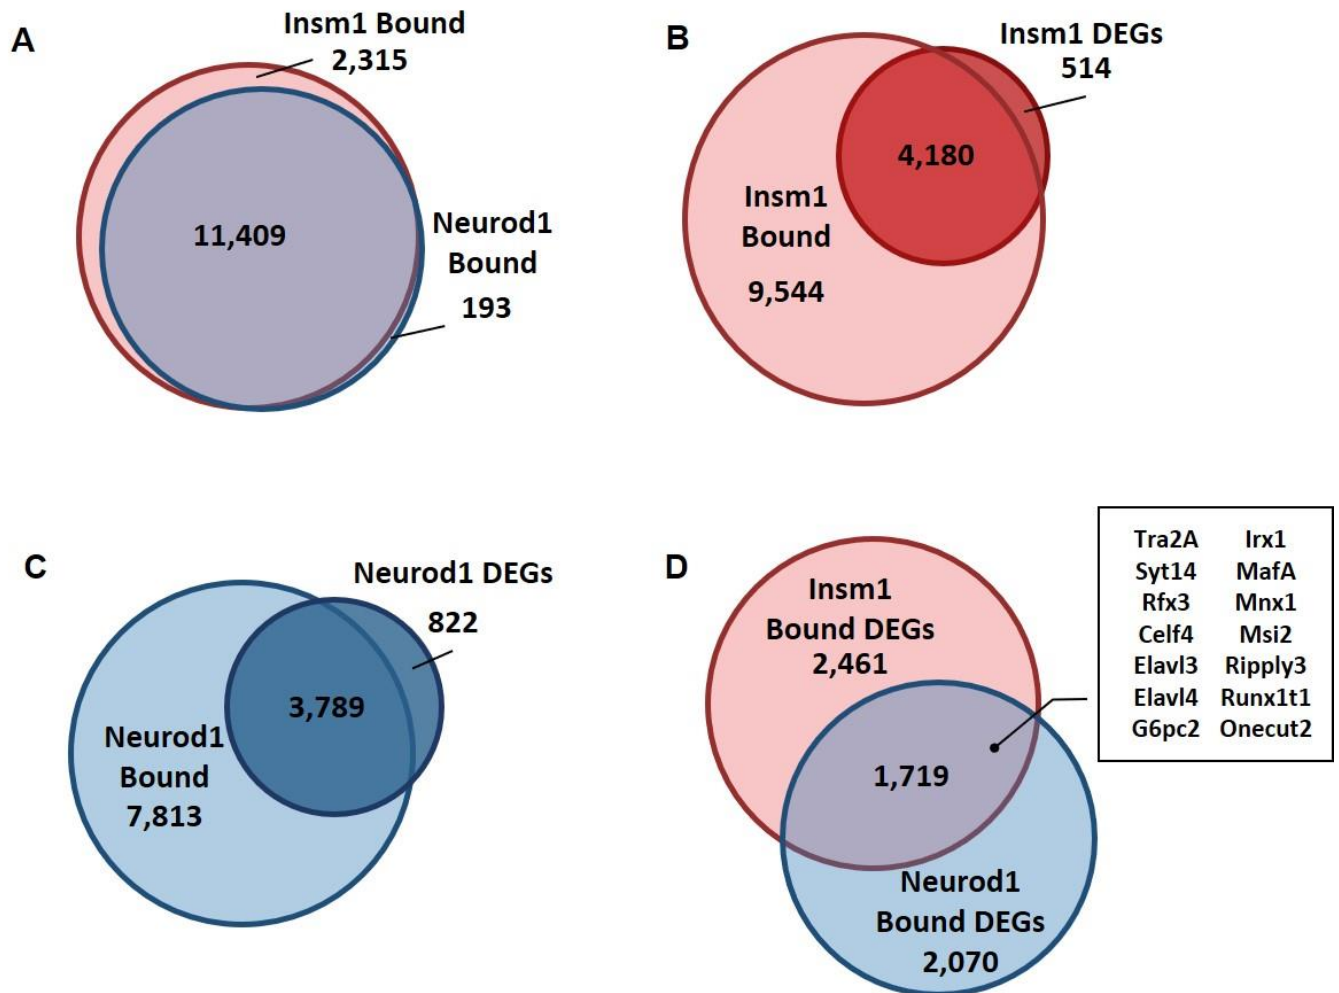 A
Insm1 Bound
2,315
11,409
Neurod1
Bound
193
B
Insm1 DEGs
514
4,180
Insm1
Bound
9,544
C
Neurod1 DEGs
822
3,789
Neurod1
Bound
7,813
D
Insm1
Bound DEGs
2,461
1,719
Neurod1
Bound DEGs
2,070
Tra2A Irx1
Syt14 MafA
Rfx3 Mnx1
Celf4 Msi2
Elavl3 Ripply3
Elavl4 Runx1t1
G6pc2 Onecut2